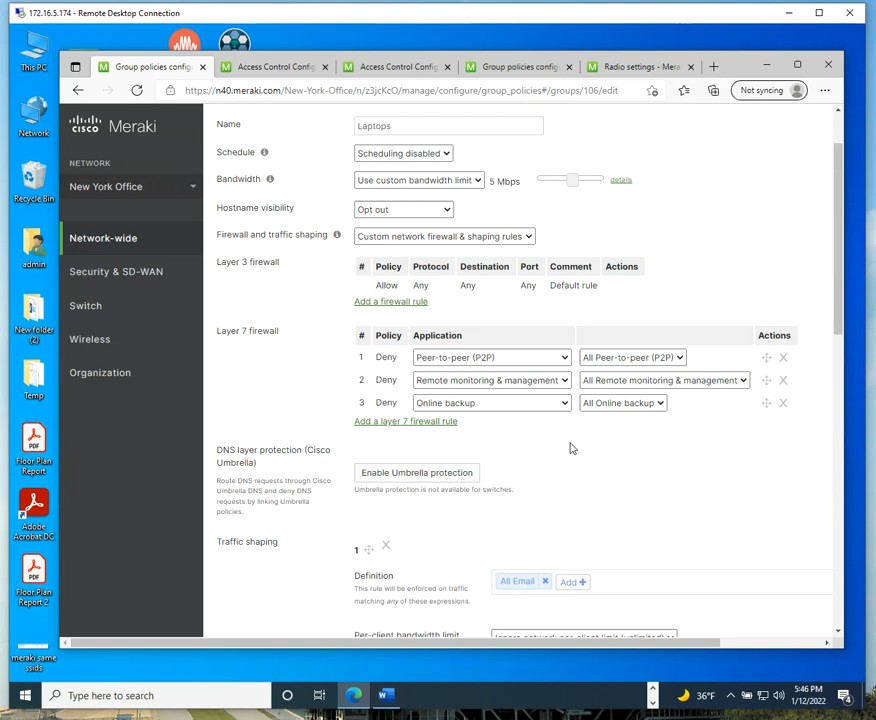 172.16.5.174 - Remote Desktop Connection
This PC
Network
Recycle Bin
admin
New folder
(2)
Temp
Floor Plan
Report
Adobe
Acrobat DC
Floor Plan
Report 2
meraki same
ssids
Group policies config
Access Control Config
Access Control Config
Group policies config
Radio settings - Mera
https://n40.meraki.com/New-York-Office/n/z3jcKcO/manage/configure/group_policies#/groups/106/edit
Not syncing
CISCO Meraki
NETWORK
New York Office
Network-wide
Security & SD-WAN
Switch
Wireless
Organization
Name
Laptops
Schedule
Scheduling disabled
Bandwidth
Use custom bandwidth limit
5 Mbps
details
Hostname visibility
Opt out
Firewall and traffic shaping
Custom network firewall & shaping rules
Layer 3 firewall
# Policy Protocol Destination Port Comment Actions
Allow Any Any Any Default rule
Add a firewall rule
Layer 7 firewall
# Policy Application Actions
1 Deny Peer-to-peer (P2P) All Peer-to-peer (P2P)
2 Deny Remote monitoring & management All Remote monitoring & management
3 Deny Online backup All Online backup
Add a layer 7 firewall rule
DNS layer protection (Cisco
Umbrella)
Route DNS requests through Cisco
Umbrella DNS and deny DNS
requests by linking Umbrella
policies.
Enable Umbrella protection
Umbrella protection is not available for switches.
Traffic shaping
1
Definition
This rule will be enforced on traffic
matching any of these expressions.
All Email
Add
Per-client bandwidth limit
Ignore network per-client limit (unlimited)
Type here to search
36°F
5:46 PM
1/12/2022
4